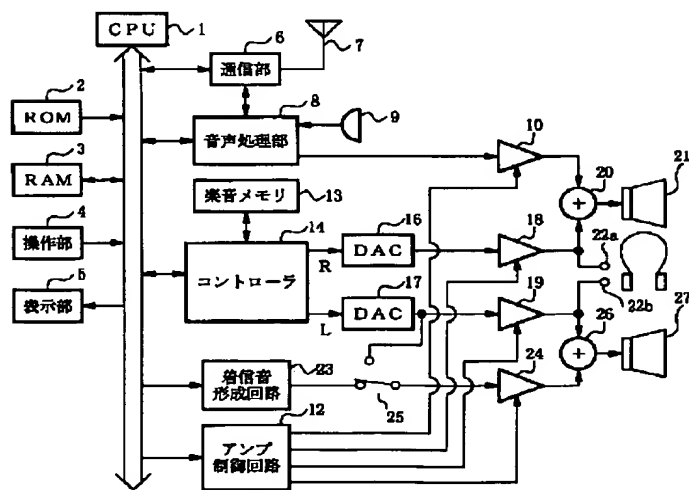 CPU
1
6
7
通信部
2
ROM
8
9
音声処理部
10
3
RAM
楽音メモリ
13
20
21
+
4
操作部
14
16
18
22a
R
DAC
コントローラ
5
表示部
17
19
L
DAC
22b
27
26
+
着信音
形成回路
23
24
25
12
アンプ
制御回路